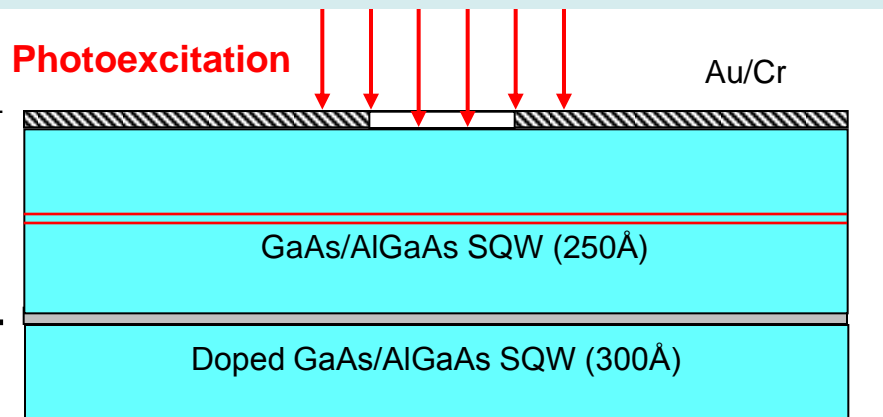 Photoexcitation
Au/Cr
GaAs/AlGaAs SQW (250Å)
Doped GaAs/AlGaAs SQW (300Å)